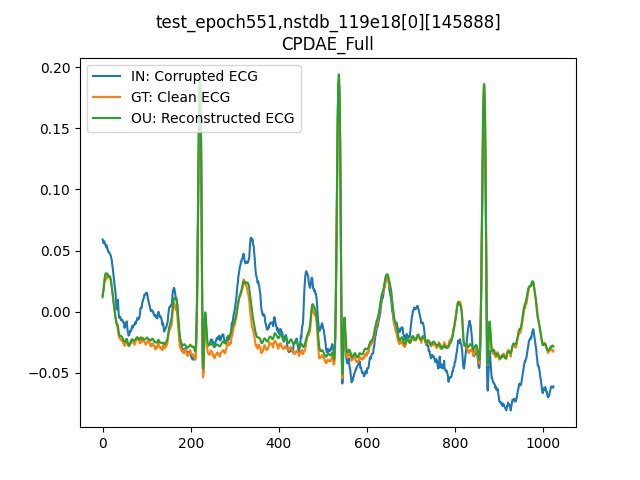 test_epoch551,nstdb_119e18[0][145888]
CPDAE_Full
IN: Corrupted ECG
GT: Clean ECG
OU: Reconstructed ECG
0.20
0.15
0.10
0.05
0.00
−0.05
0 200 400 600 800 1000